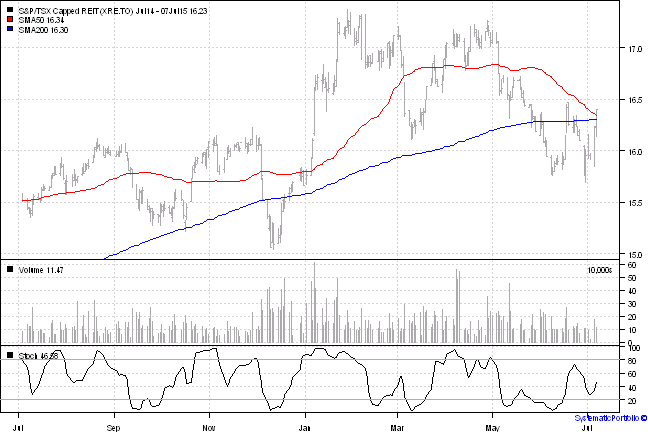 S&P/TSX Capped REIT(XRE.TO) Jul14 - 07Jul15 16.23
SMA50 16.34
SMA200 16.30
17.0
16.5
16.0
15.5
15.0
Volume 11.47
10,000s
60
50
40
30
20
10
0
Stoch 46.58
100
80
60
40
20
Jul
Sep
Nov
Jan
Mar
May
Jul
SystematicPortfolio ©